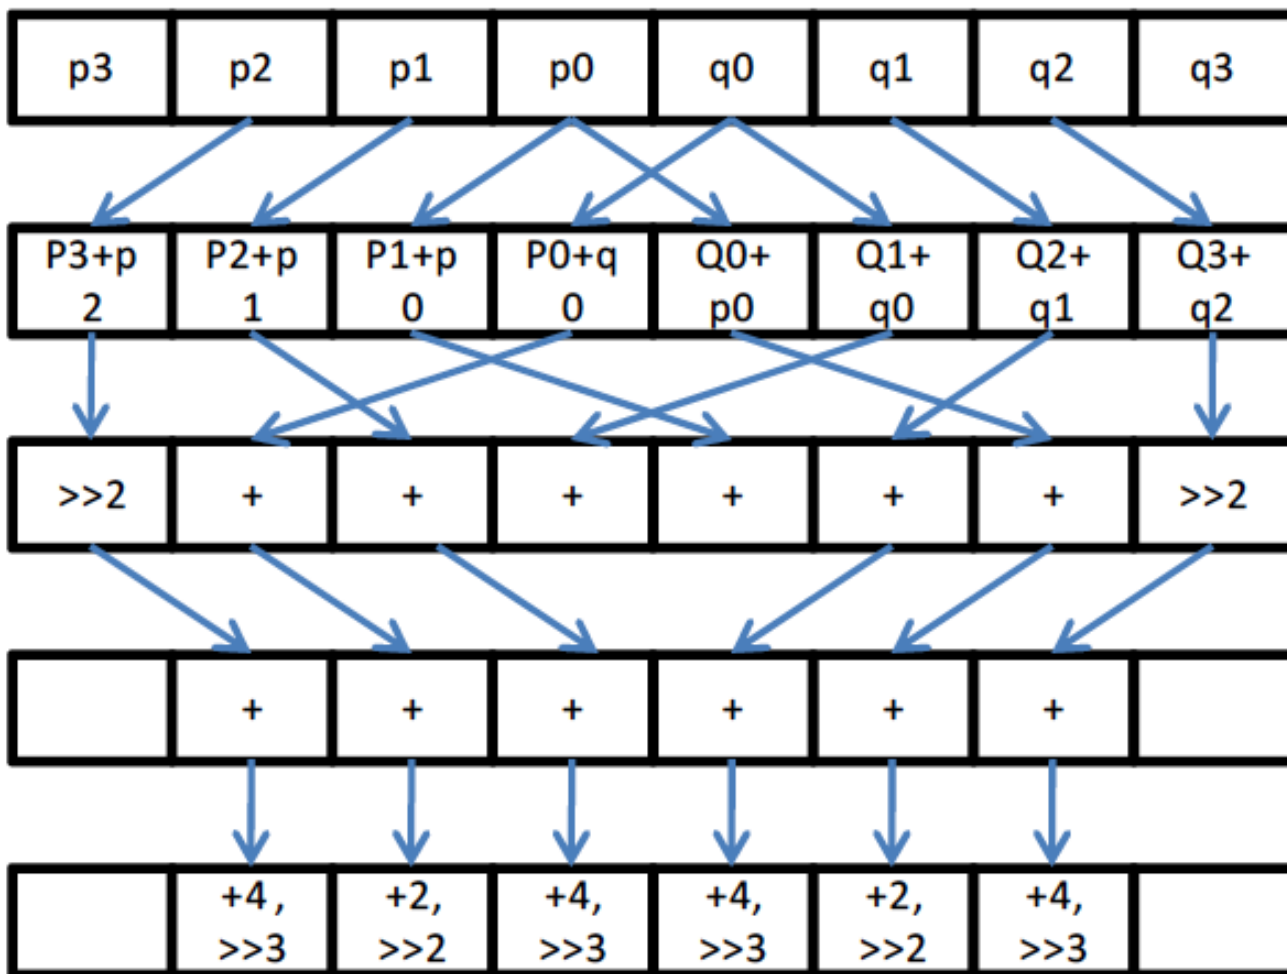 p3 p2 p1 p0 q0 q1 q2 q3
P3+p P2+p P1+p P0+q Q0+ Q1+ Q2+ Q3+
2 1 0 0 p0 q0 q1 q2
>>2 + + + + + + >>2
+ + + + + +
+4, +2, +4, +4, +2, +4,
>>3 >>2 >>3 >>3 >>2 >>3